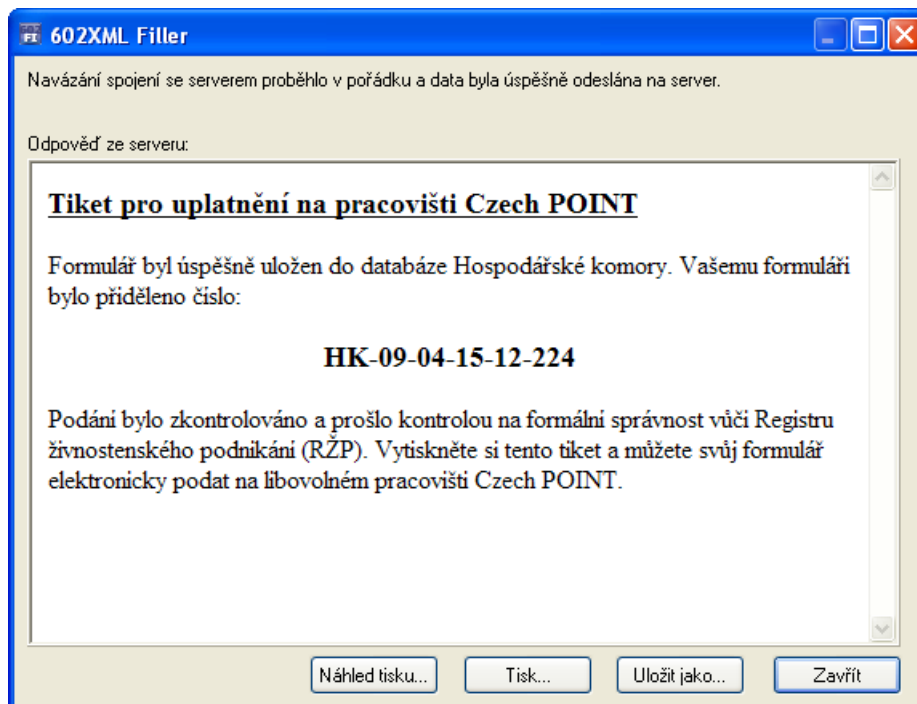 602XML Filler
Navázání spojení se serverem proběhlo v pořádku a data byla úspěšně odeslána na server.
Odpověď ze serveru:
Tiket pro uplatnění na pracovišti Czech POINT
Formulář byl úspěšně uložen do databáze Hospodářské komory. Vašemu formuláři
bylo přiděleno číslo:
HK-09-04-15-12-224
Podání bylo zkontrolováno a prošlo kontrolou na formální správnost vůči Registru
živnostenského podnikání (RŽP). Vytiskněte si tento tiket a můžete svůj formulář
elektronicky podat na libovolném pracovišti Czech POINT.
Náhled tisku... Tisk... Uložit jako... Zavřít